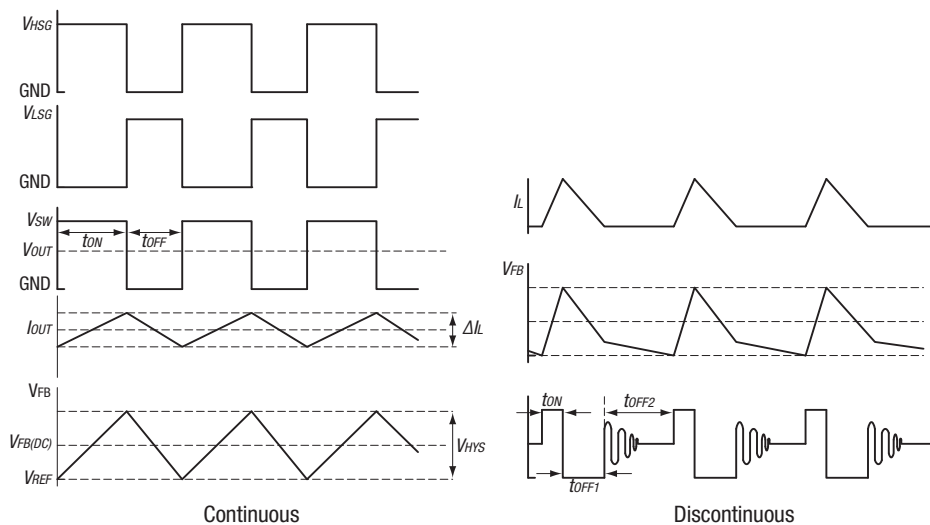 VHSG
GND
VLSG
GND
VSW
tON
tOFF
VOUT
GND
IOUT
ΔIL
VFB
VFB(DC)
VHYS
VREF
Continuous
IL
VFB
tON
tOFF2
tOFF1
Discontinuous